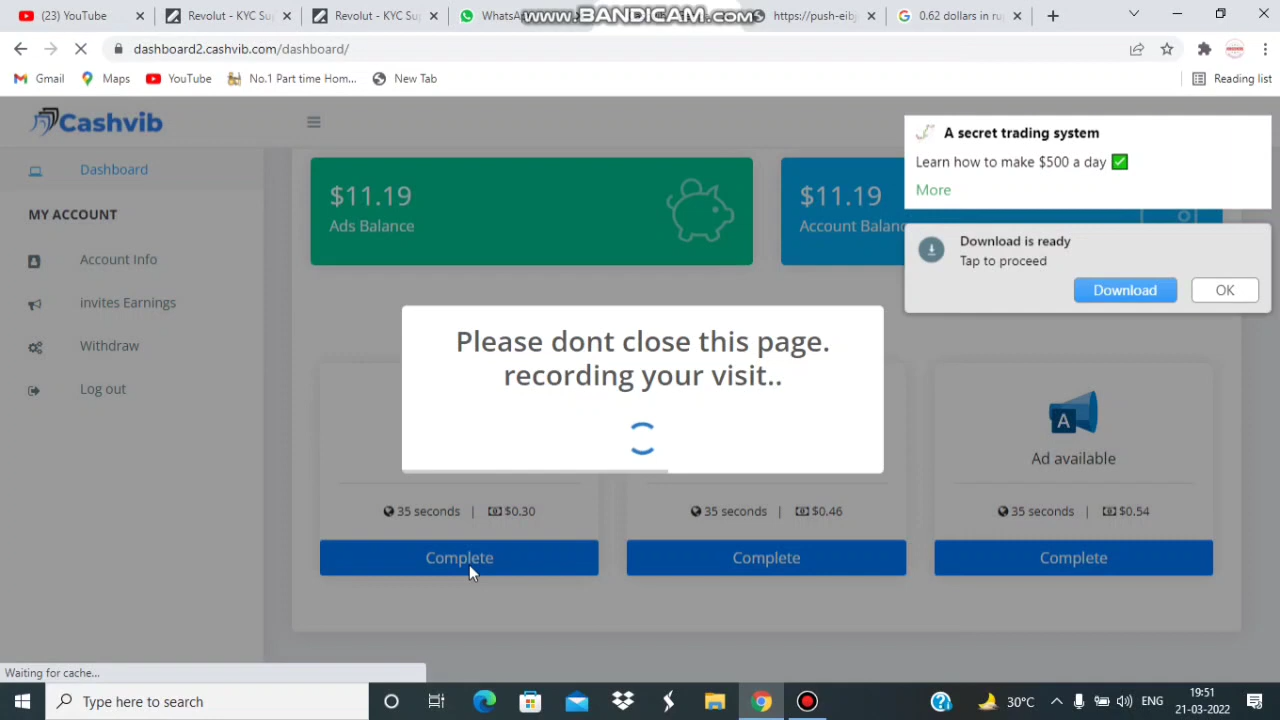 (23) YouTube
Revolut - KYC Su
Revolut - KYC Su
WhatsA
www.BANDICAM.com
https://push-eibj
0.62 dollars in ru
dashboard2.cashvib.com/dashboard/
Gmail
Maps
YouTube
No.1 Part time Hom...
New Tab
Reading list
Cashvib
A secret trading system
Learn how to make $500 a day
More
Dashboard
$11.19
Ads Balance
$11.19
Account Balanc
MY ACCOUNT
Download is ready
Tap to proceed
Download
OK
Account Info
invites Earnings
Withdraw
Log out
Please dont close this page.
recording your visit..
A
Ad available
35 seconds | $0.30
35 seconds | $0.46
35 seconds | $0.54
Complete
Complete
Complete
Waiting for cache...
Type here to search
30°C
ENG
19:51
21-03-2022